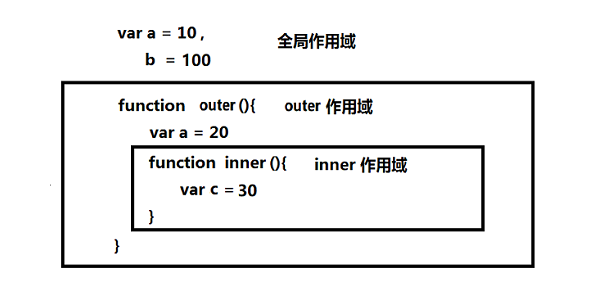 var a = 10 ,
全局作用域
b = 100
function outer (){ outer 作用域
var a = 20
function inner (){ inner 作用域
var c = 30
}
}